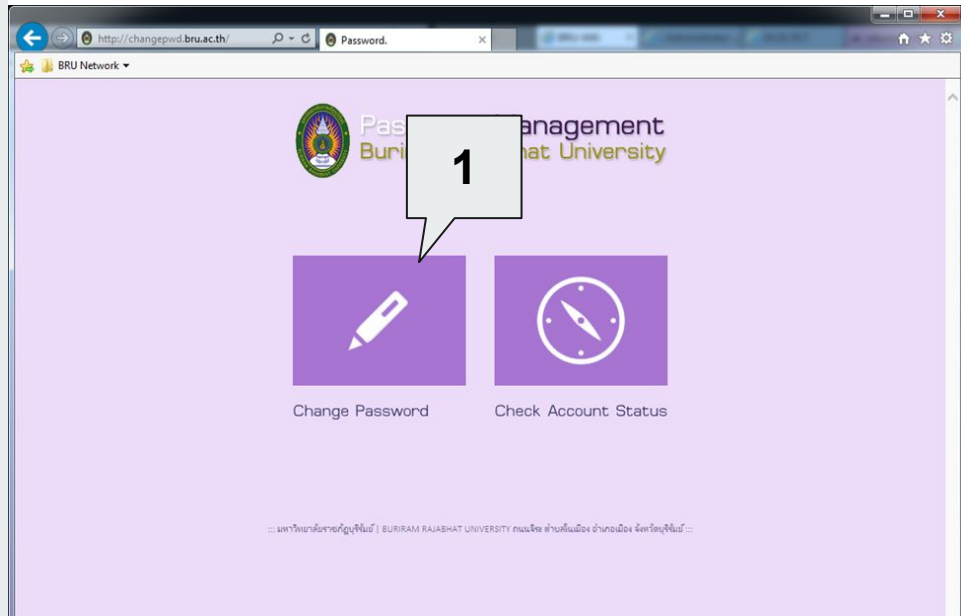 http://changepwd.bru.ac.th/
Password.
BRU Network
Pas anagement
Buri hat University
1
Change Password
Check Account Status
::: มหาวิทยาลัยราชภัฏบุรีรัมย์ | BURIRAM RAJABHAT UNIVERSITY ถนนจิระ ตำบลในเมือง อำเภอเมือง จังหวัดบุรีรัมย์ :::